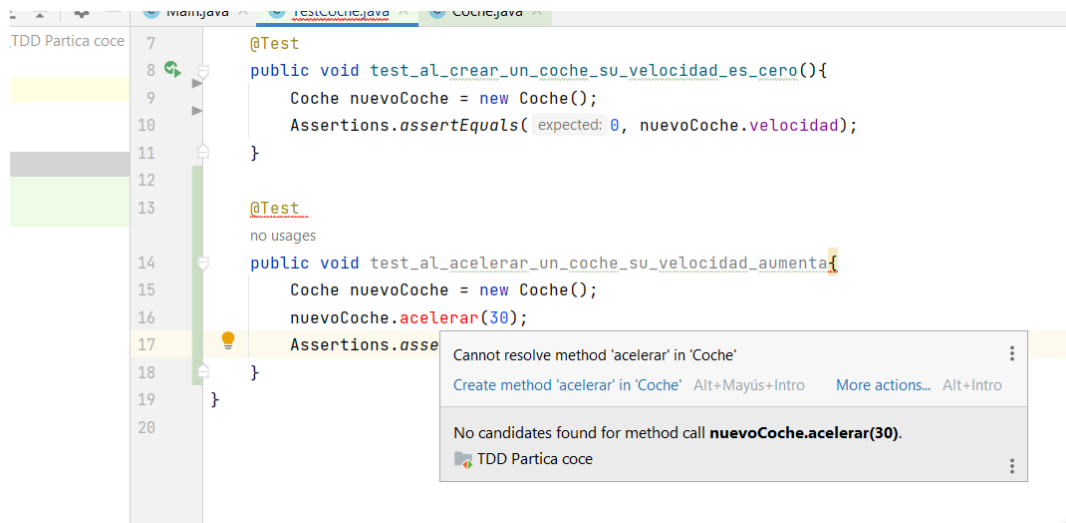 Main.java TestCoche.java Coche.java
TDD Partica coce
7 @Test
8 public void test_al_crear_un_coche_su_velocidad_es_cero(){
9 Coche nuevoCoche = new Coche();
10 Assertions.assertEquals( expected: 0, nuevoCoche.velocidad);
11 }
12
13 @Test
no usages
14 public void test_al_acelerar_un_coche_su_velocidad_aumenta{
15 Coche nuevoCoche = new Coche();
16 nuevoCoche.acelerar(30);
17 Assertions.asse
18 }
19 }
20
Cannot resolve method 'acelerar' in 'Coche'
Create method 'acelerar' in 'Coche' Alt+Mayús+Intro More actions... Alt+Intro
No candidates found for method call nuevoCoche.acelerar(30).
TDD Partica coce